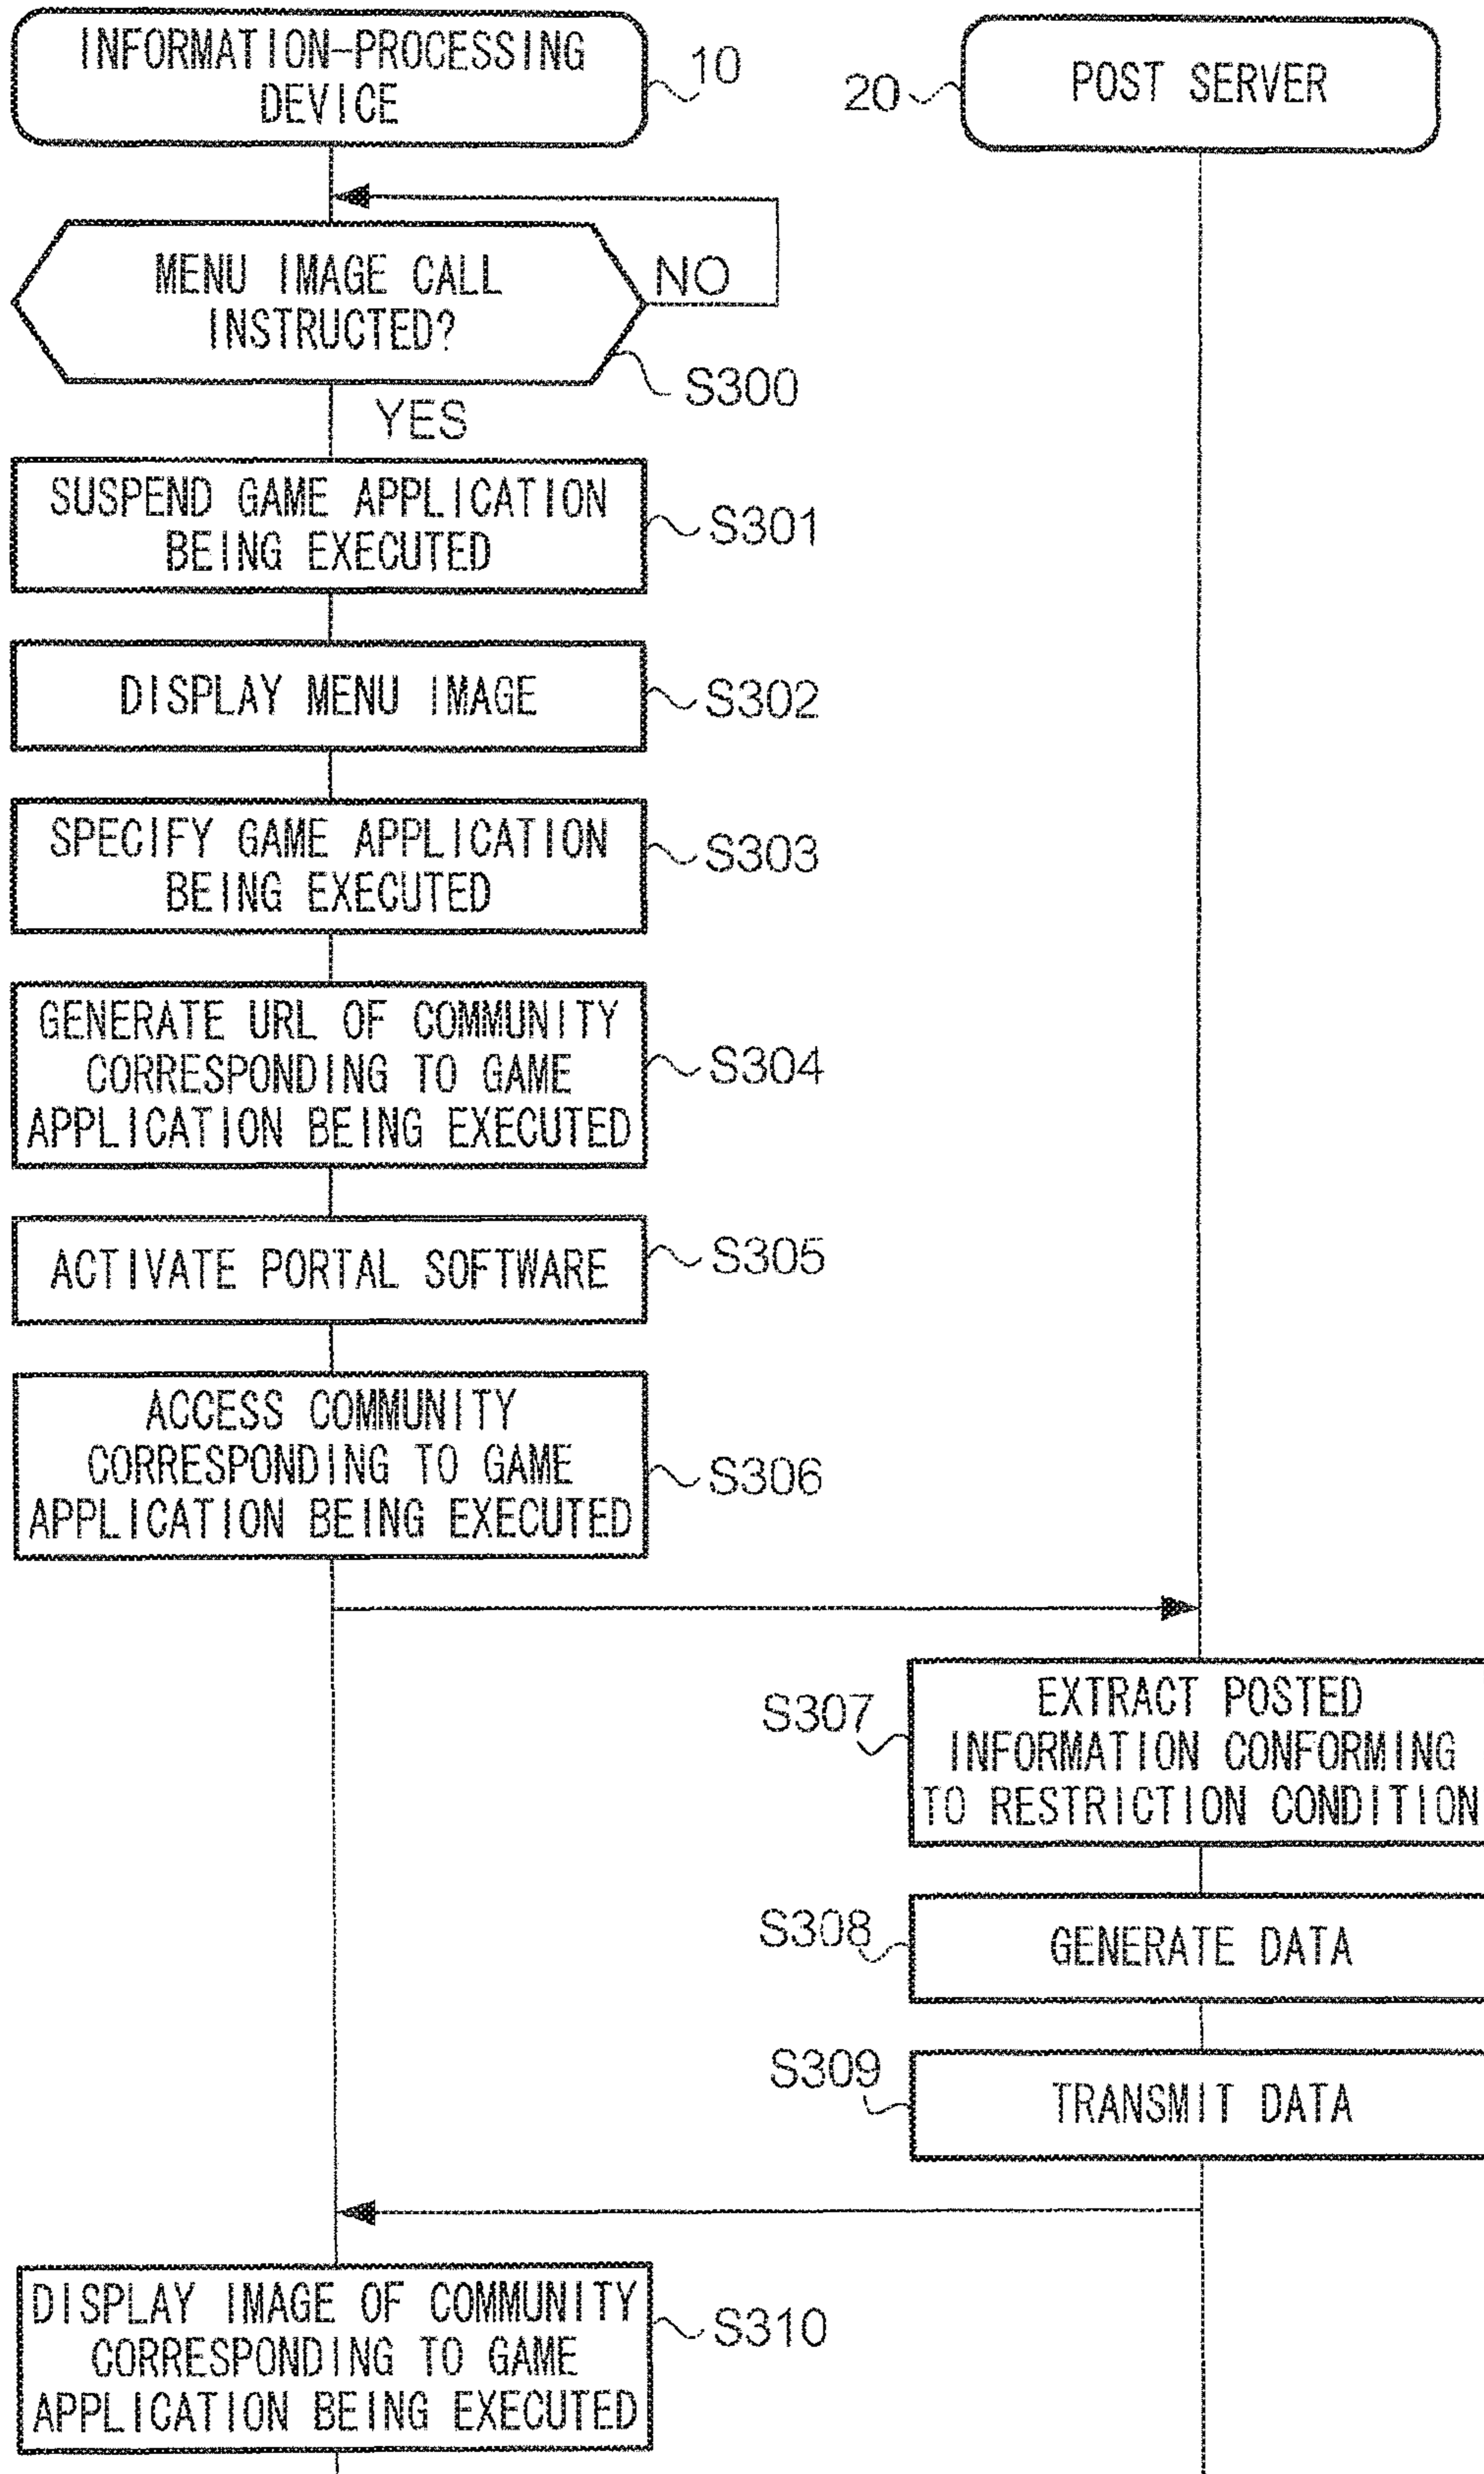 INFORMATION-PROCESSING
DEVICE
10
20
POST SERVER
MENU IMAGE CALL
INSTRUCTED?
NO
S300
YES
SUSPEND GAME APPLICATION
BEING EXECUTED
S301
DISPLAY MENU IMAGE
S302
SPECIFY GAME APPLICATION
BEING EXECUTED
S303
GENERATE URL OF COMMUNITY
CORRESPONDING TO GAME
APPLICATION BEING EXECUTED
S304
ACTIVATE PORTAL SOFTWARE
S305
ACCESS COMMUNITY
CORRESPONDING TO GAME
APPLICATION BEING EXECUTED
S306
S307
EXTRACT POSTED
INFORMATION CONFORMING
TO RESTRICTION CONDITION
S308
GENERATE DATA
S309
TRANSMIT DATA
DISPLAY IMAGE OF COMMUNITY
CORRESPONDING TO GAME
APPLICATION BEING EXECUTED
S310